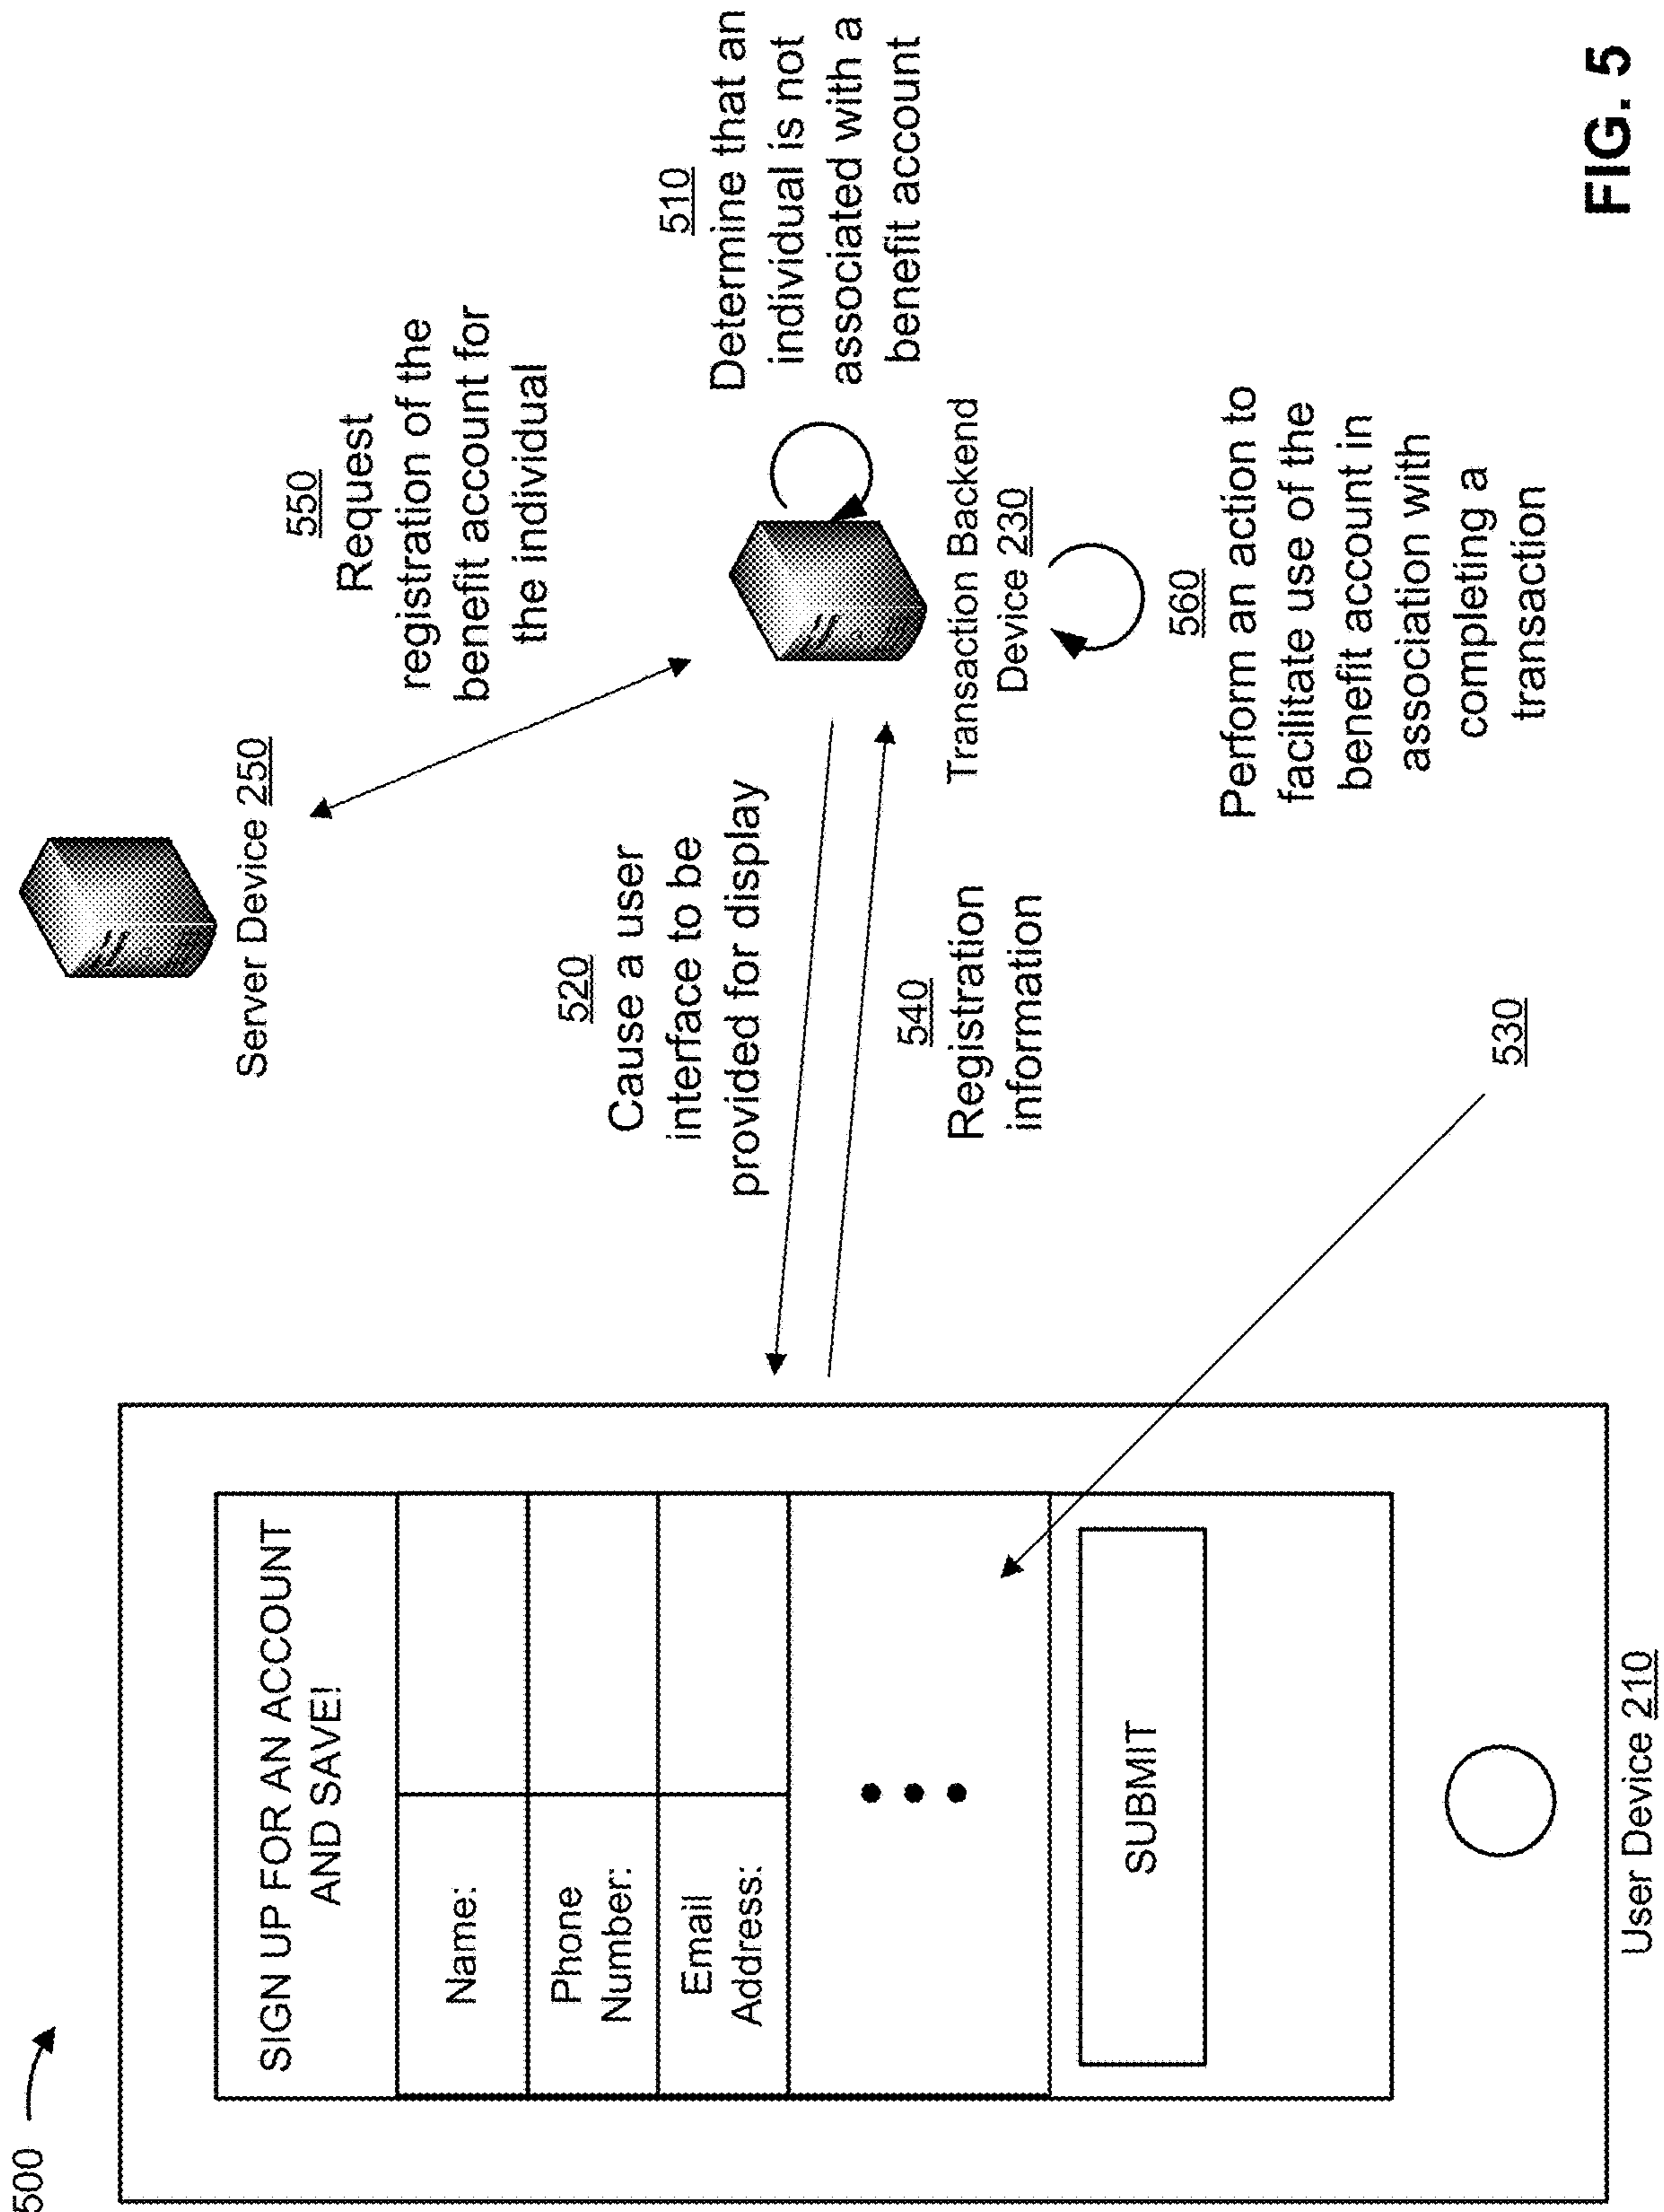 500
SIGN UP FOR AN ACCOUNT
AND SAVE!
Name:
Phone
Number:
Email
Address:
SUBMIT
User Device 210
Server Device 250
550
Request
registration of the
benefit account for
the individual
520
Cause a user
interface to be
provided for display
540
Registration
information
530
510
Determine that an
individual is not
associated with a
benefit account
Transaction Backend
Device 230
560
Perform an action to
facilitate use of the
benefit account in
association with
completing a
transaction
FIG. 5